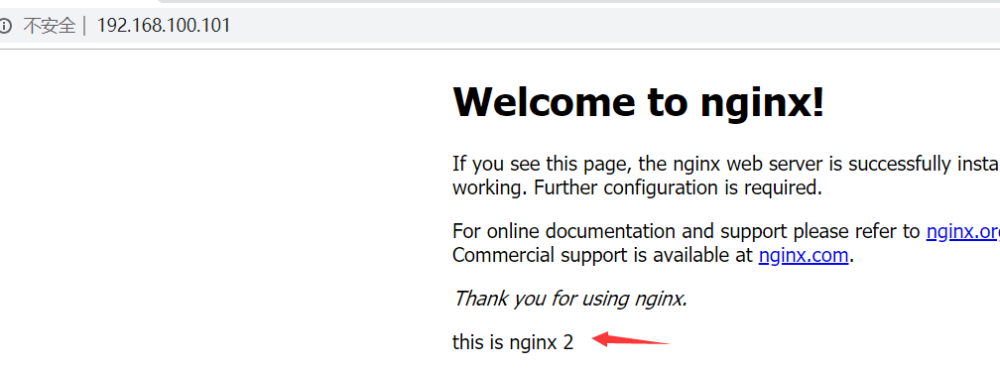 不安全 | 192.168.100.101
Welcome to nginx!
If you see this page, the nginx web server is successfully insta
working. Further configuration is required.
For online documentation and support please refer to nginx.or
Commercial support is available at nginx.com.
Thank you for using nginx.
this is nginx 2